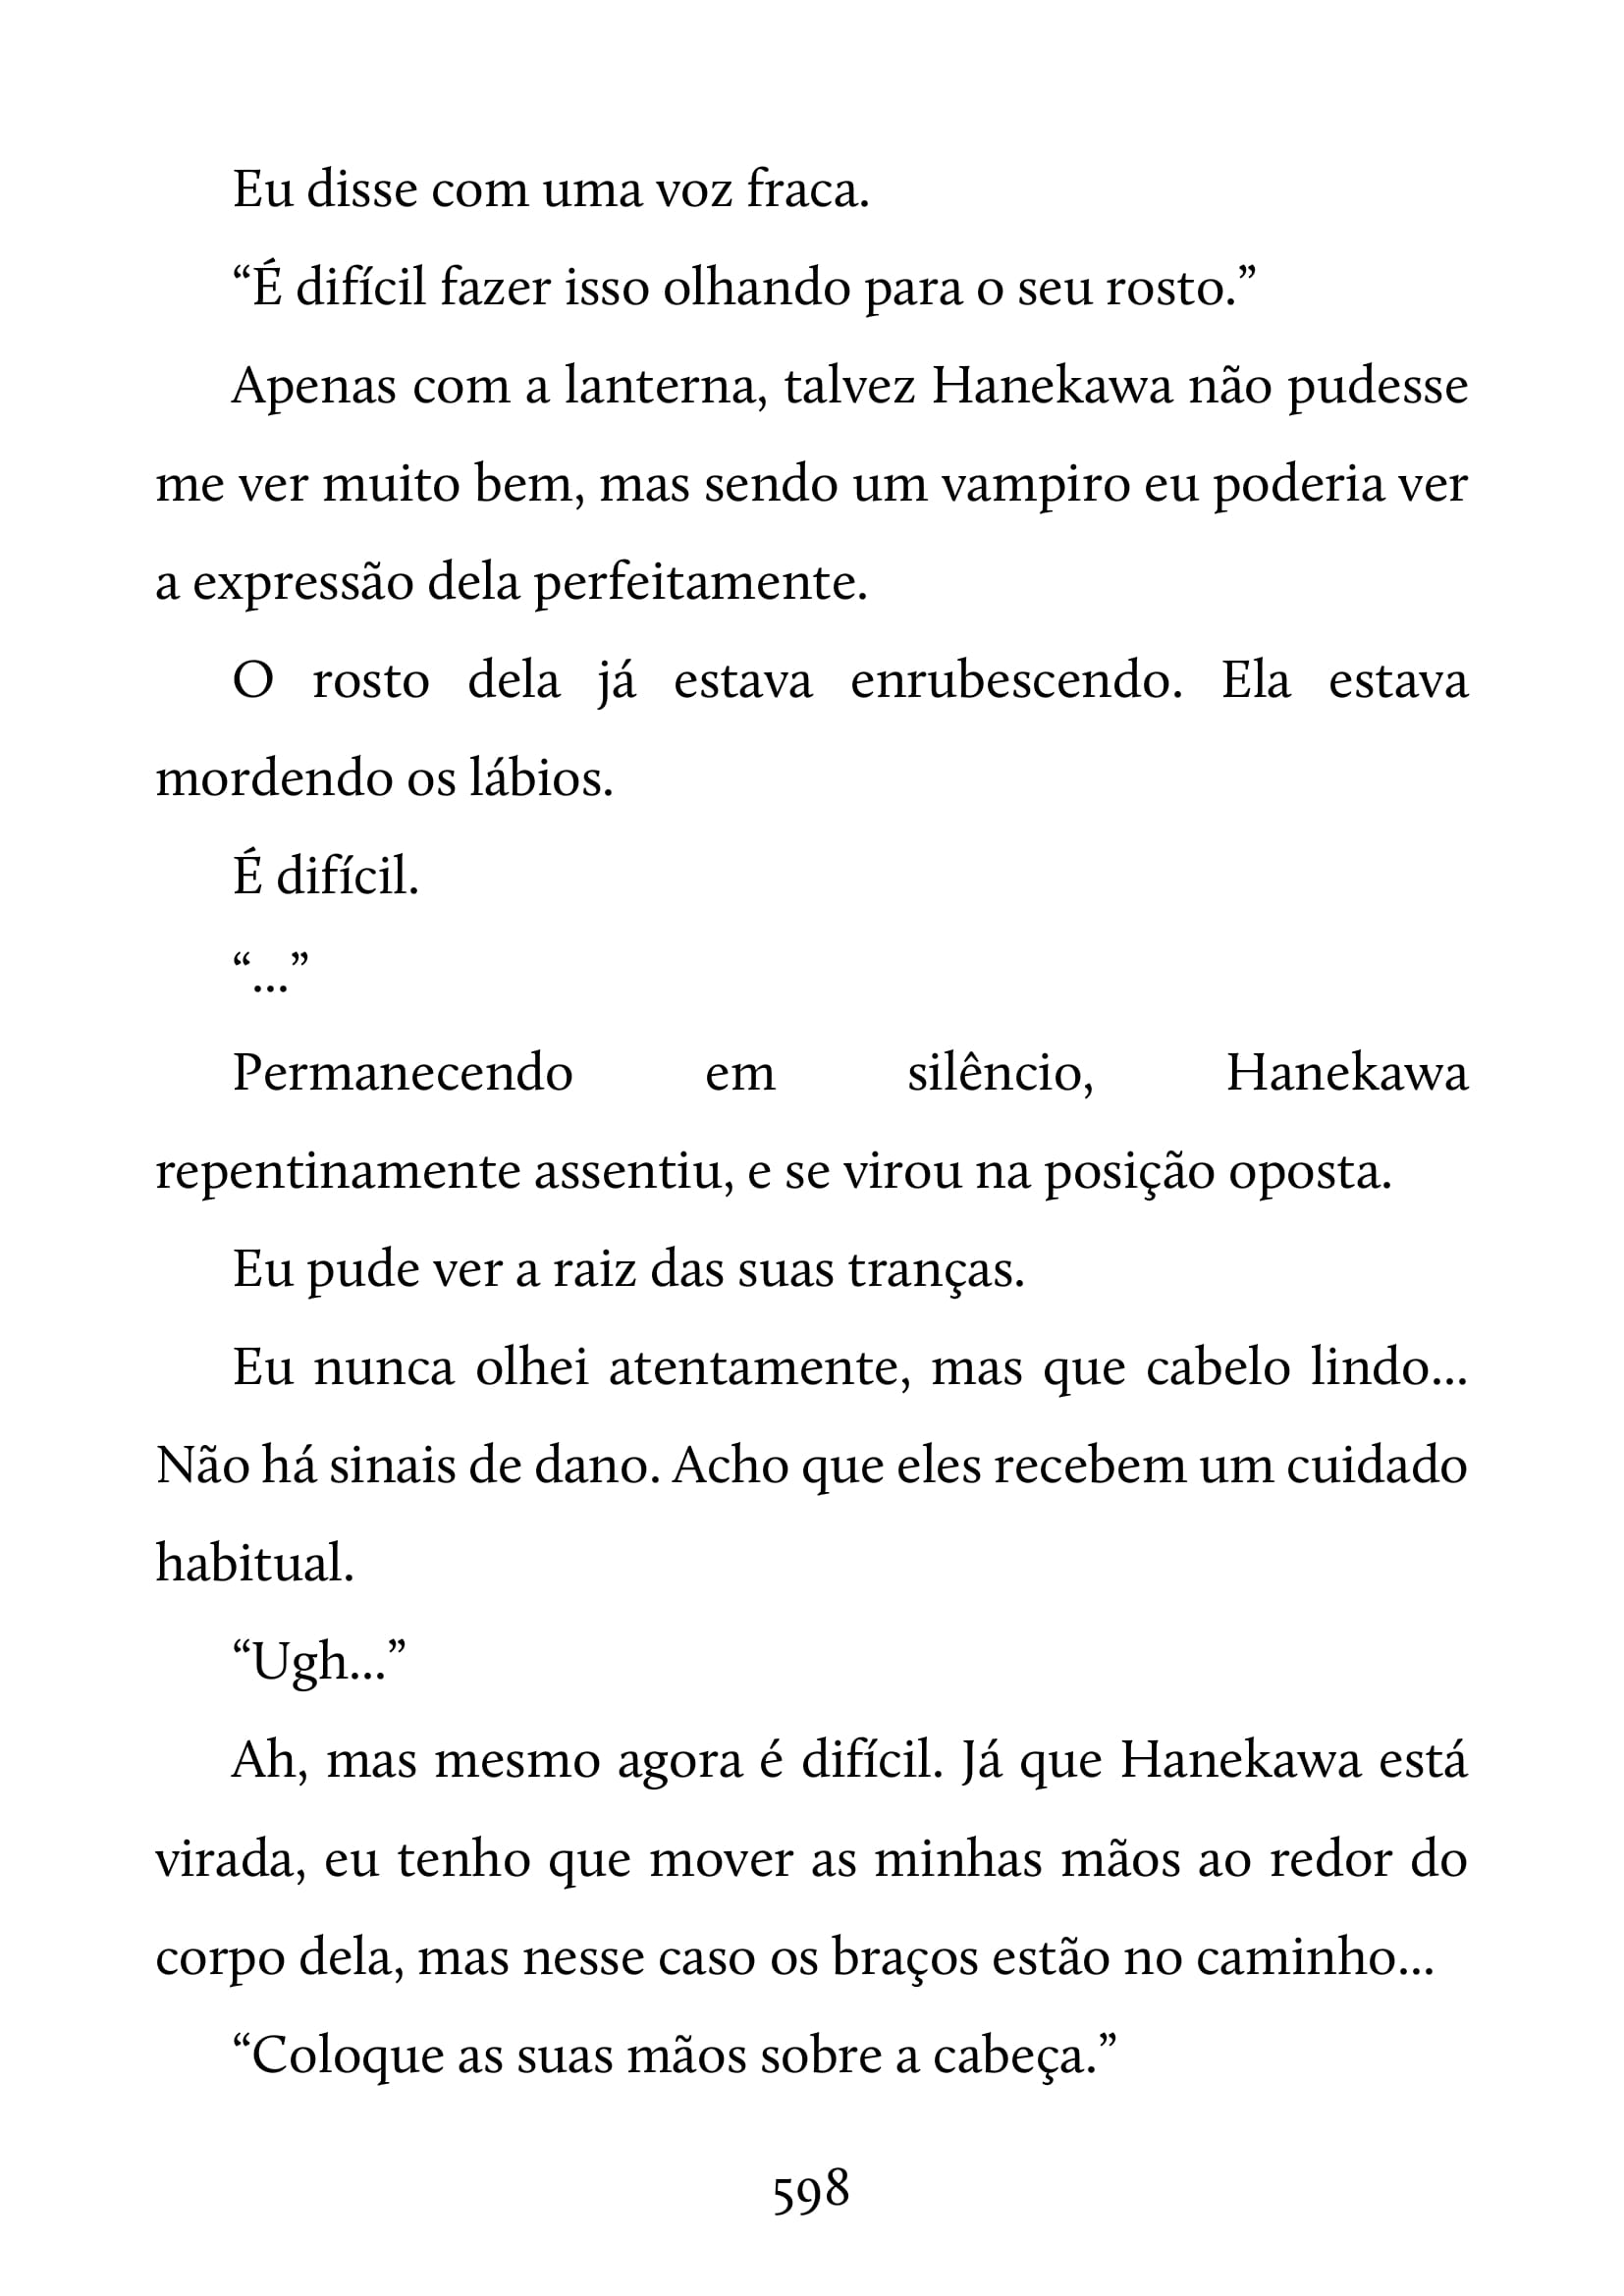 Eu disse com uma voz fraca.
“É difícil fazer isso olhando para o seu rosto.”
Apenas com a lanterna, talvez Hanekawa não pudesse
me ver muito bem, mas sendo um vampiro eu poderia ver
a expressão dela perfeitamente.
O rosto dela já estava enrubescendo. Ela estava
mordendo os lábios.
É difícil.
“...”
Permanecendo em silêncio, Hanekawa
repentinamente assentiu, e se virou na posição oposta.
Eu pude ver a raiz das suas tranças.
Eu nunca olhei atentamente, mas que cabelo lindo...
Não há sinais de dano. Acho que eles recebem um cuidado
habitual.
“Ugh...”
Ah, mas mesmo agora é difícil. Já que Hanekawa está
virada, eu tenho que mover as minhas mãos ao redor do
corpo dela, mas nesse caso os braços estão no caminho...
“Coloque as suas mãos sobre a cabeça.”
598